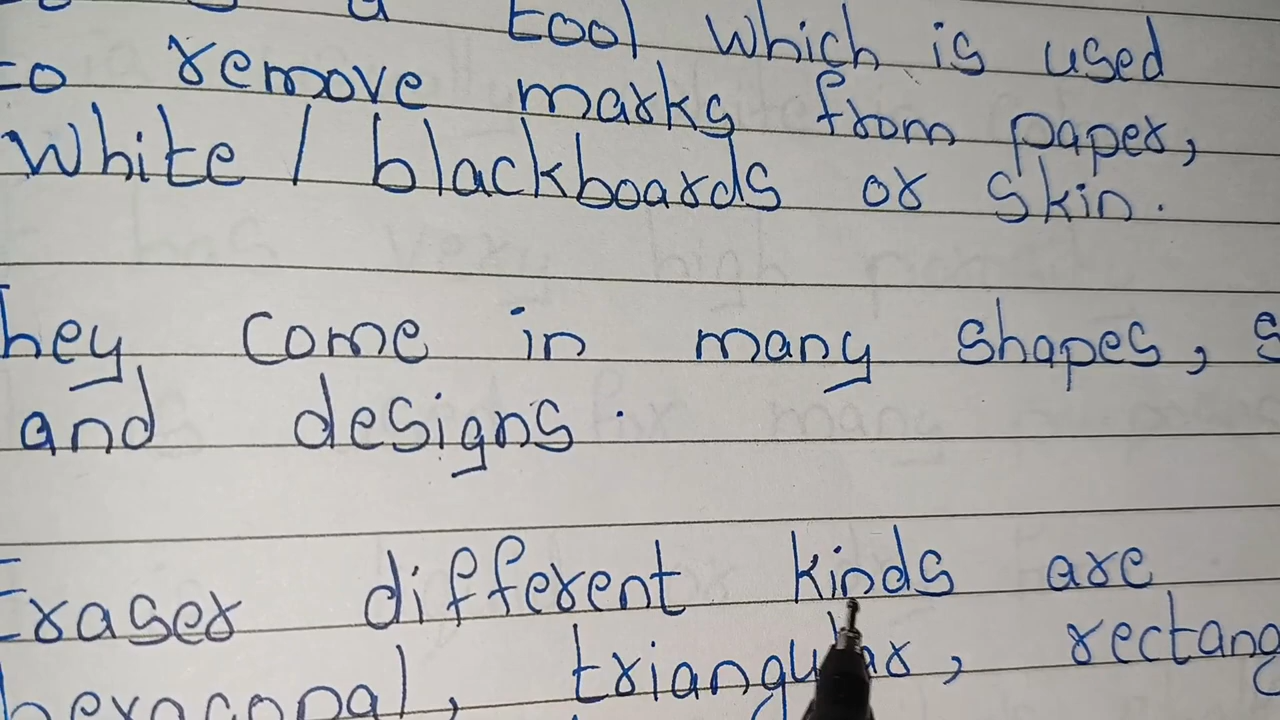 a tool which is used
to remove marks from paper,
White / blackboards or skin.
hey come in many shapes, s
and designs.
Eraser different kinds are
hexagonal, triangular, rectang